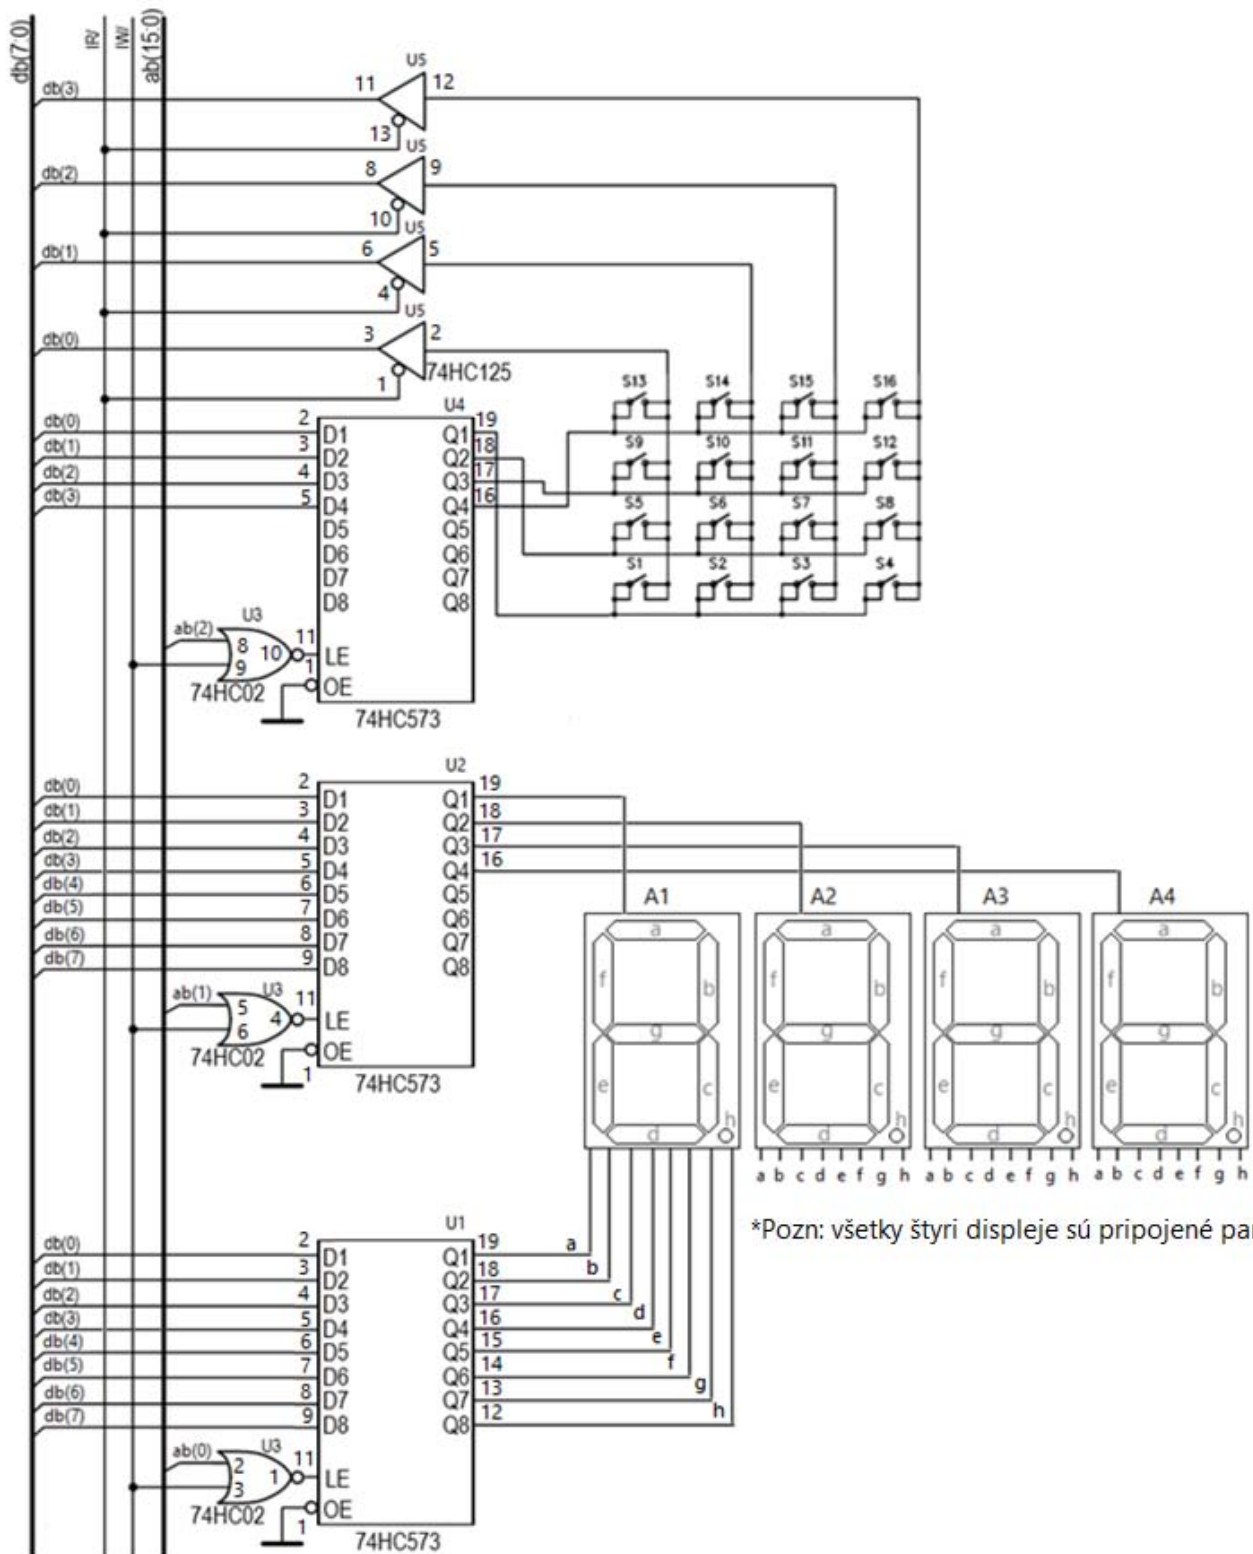 db(7:0)
IR/
IW/
ab(15:0)
U5
db(3)
11
12
13
U5
db(2)
8
9
10
U5
db(1)
6
5
4
U5
db(0)
3
2
1
74HC125
S13 S14 S15 S16
S9 S10 S11 S12
S5 S6 S7 S8
S1 S2 S3 S4
U4
db(0) 2 D1 Q1 19
db(1) 3 D2 Q2 18
db(2) 4 D3 Q3 17
db(3) 5 D4 Q4 16
D5 Q5
D6 Q6
D7 Q7
D8 Q8
U3
ab(2) 8 10 11 LE
9
1 OE
74HC02
74HC573
U2
db(0) 2 D1 Q1 19
db(1) 3 D2 Q2 18
db(2) 4 D3 Q3 17
db(3) 5 D4 Q4 16
db(4) 6 D5 Q5
db(5) 7 D6 Q6
db(6) 8 D7 Q7
db(7) 9 D8 Q8
U3
ab(1) 5 4 11 LE
6
OE
1
74HC02
74HC573
A1 A2 A3 A4
a a a a
f b f b f b f b
g g g g
e c e c e c e c
d h d h d h d h
a b c d e f g h a b c d e f g h a b c d e f g h
*Pozn: všetky štyri displeje sú pripojené
U1
db(0) 2 D1 Q1 19 a
db(1) 3 D2 Q2 18 b
db(2) 4 D3 Q3 17 c
db(3) 5 D4 Q4 16 d
db(4) 6 D5 Q5 15 e
db(5) 7 D6 Q6 14 f
db(6) 8 D7 Q7 13 g
db(7) 9 D8 Q8 12 h
U3
ab(0) 2 1 11 LE
3
OE
1
74HC02
74HC573